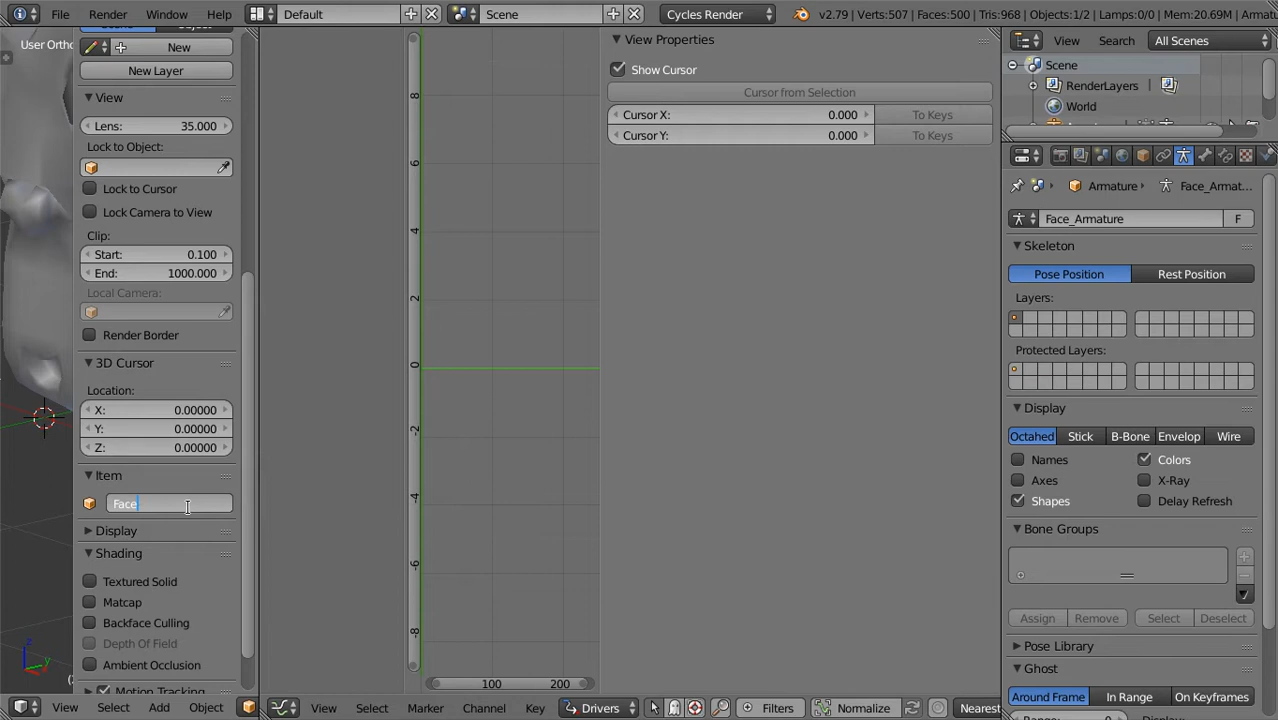 File Render Window Help Default Scene Cycles Render v2.79 | Verts:507 | Faces:500 | Tris:968 | Objects:1/2 | Lamps:0/0 | Mem:20.69M |
User Ortho
New
New Layer
View
Lens: 35.000
Lock to Object:
Lock to Cursor
Lock Camera to View
Clip:
Start: 0.100
End: 1000.000
Local Camera:
Render Border
3D Cursor
Location:
X: 0.00000
Y: 0.00000
Z: 0.00000
Item
Face
Display
Shading
Textured Solid
Matcap
Backface Culling
Depth Of Field
Ambient Occlusion
Motion Tracking
View Select Add Object
8
6
4
2
0
-2
-4
-6
-8
100 200
View Properties
Show Cursor
Cursor from Selection
Cursor X: 0.000 To Keys
Cursor Y: 0.000 To Keys
View Select Marker Channel Key Drivers Filters Normalize Nearest
View Search All Scenes
Scene
RenderLayers
World
Armature Face_Armat...
Face_Armature F
Skeleton
Pose Position Rest Position
Layers:
Protected Layers:
Display
Octahed Stick B-Bone Envelop Wire
Names Colors
Axes X-Ray
Shapes Delay Refresh
Bone Groups
Assign Remove Select Deselect
Pose Library
Ghost
Around Frame In Range On Keyframes